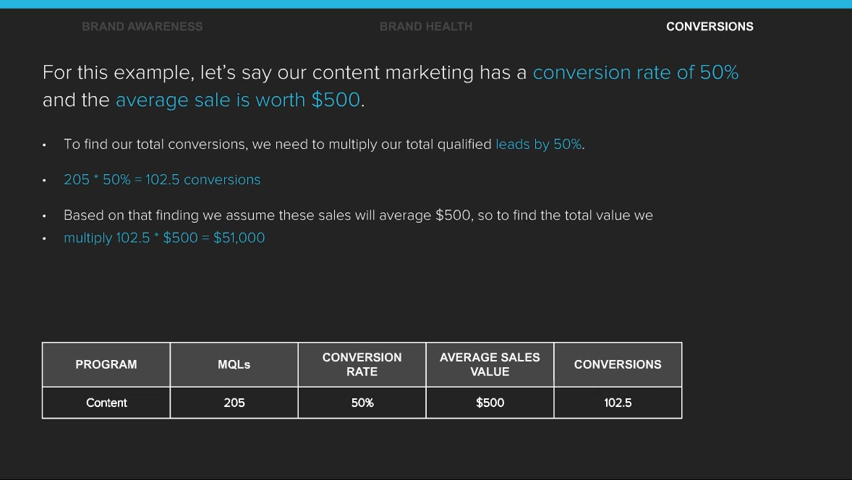 BRAND AWARENESS BRAND HEALTH CONVERSIONS
For this example, let's say our content marketing has a conversion rate of 50%
and the average sale is worth $500.
• To find our total conversions, we need to multiply our total qualified leads by 50%.
• 205 * 50% = 102.5 conversions
• Based on that finding we assume these sales will average $500, so to find the total value we
• multiply 102.5 * $500 = $51,000
PROGRAM MQLs CONVERSION RATE AVERAGE SALES VALUE CONVERSIONS
Content 205 50% $500 102.5